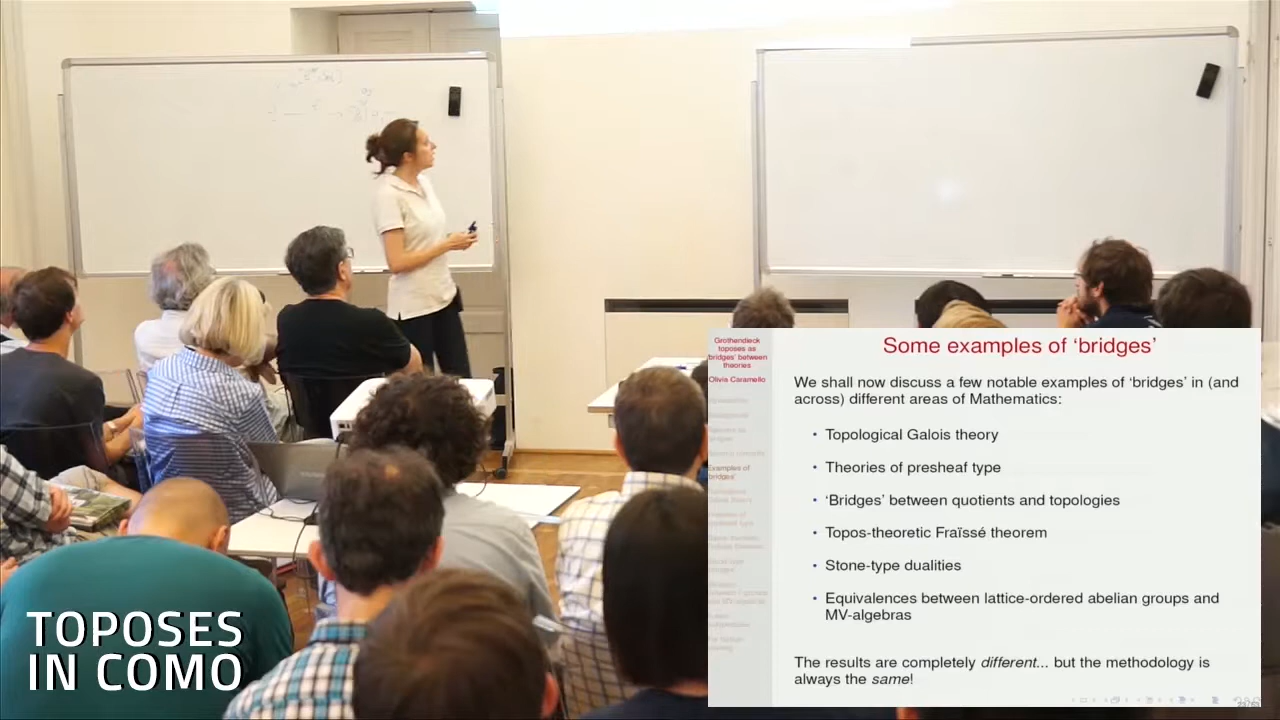 Grothendieck
toposes as
'bridges' between
theories
Olivia Caramello
Examples of
'bridges'
Some examples of 'bridges'
We shall now discuss a few notable examples of 'bridges' in (and
across) different areas of Mathematics:
• Topological Galois theory
• Theories of presheaf type
• 'Bridges' between quotients and topologies
• Topos-theoretic Fraïssé theorem
• Stone-type dualities
• Equivalences between lattice-ordered abelian groups and
MV-algebras
The results are completely different... but the methodology is
always the same!
TOPOSES
IN COMO